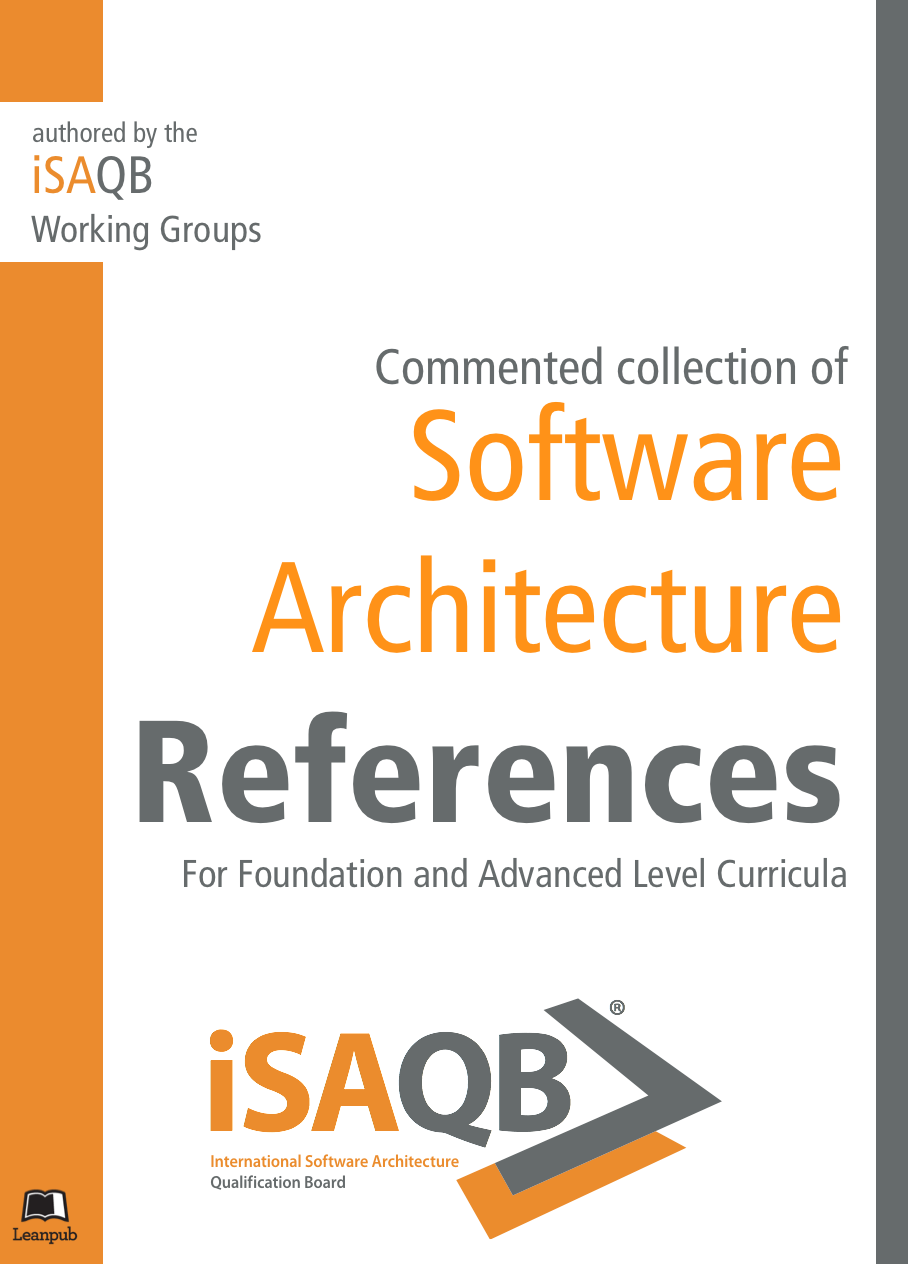 authored by the
iSAQB
Working Groups
Commented collection of
Software
Architecture
References
For Foundation and Advanced Level Curricula
iSAQB®
International Software Architecture
Qualification Board
Leanpub